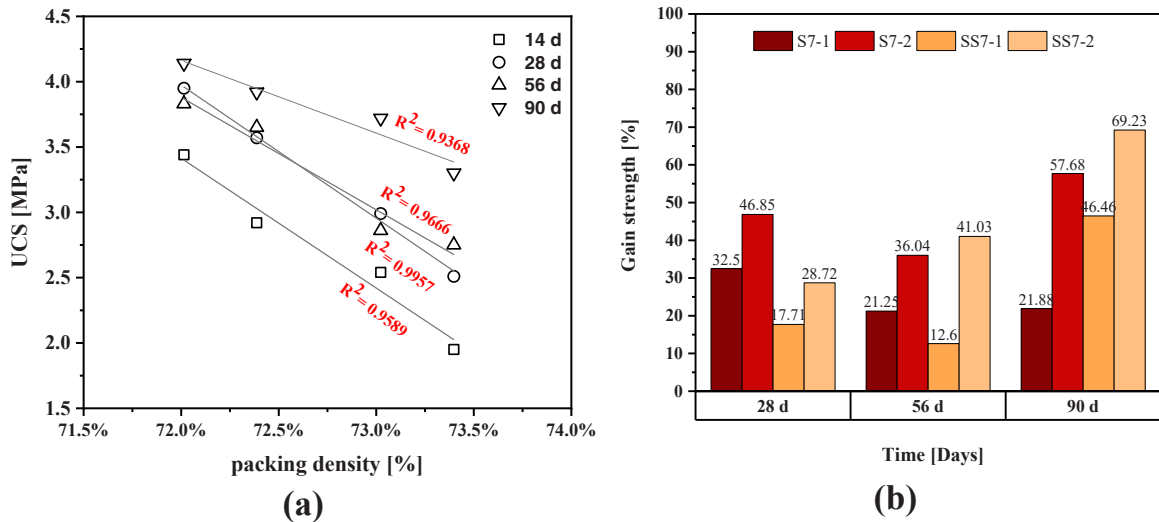 4.5
4.0
3.5
3.0
2.5
2.0
1.5
UCS [MPa]
14 d
28 d
56 d
90 d
R²=0.9368
R²=0.9666
R²=0.9957
R²=0.9589
71.5% 72.0% 72.5% 73.0% 73.5% 74.0%
packing density [%]
(a)
100
90
80
70
60
50
40
30
20
10
0
Gain strength [%]
S7-1 S7-2 SS7-1 SS7-2
32.5 46.85 17.71 28.72
21.25 36.04 12.6 41.03
21.88 57.68 46.46 69.23
28 d 56 d 90 d
Time [Days]
(b)